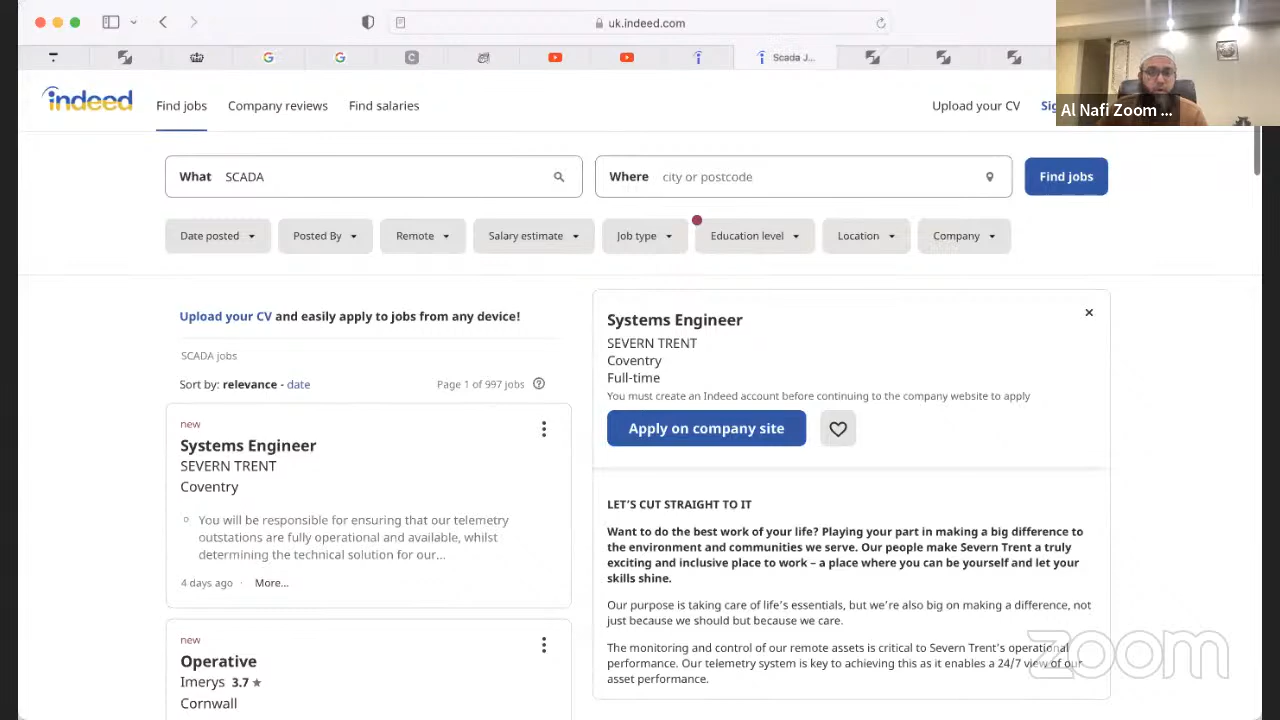 uk.indeed.com
Scada J...
Al Nafi Zoom ...
indeed
Find jobs
Company reviews
Find salaries
Upload your CV
Sig
What SCADA
Where city or postcode
Find jobs
Date posted
Posted By
Remote
Salary estimate
Job type
Education level
Location
Company
Upload your CV and easily apply to jobs from any device!
SCADA jobs
Sort by: relevance - date
Page 1 of 997 jobs
new
Systems Engineer
SEVERN TRENT
Coventry
You will be responsible for ensuring that our telemetry
outstations are fully operational and available, whilst
determining the technical solution for our...
4 days ago · More...
new
Operative
Imerys 3.7 ★
Cornwall
Systems Engineer
SEVERN TRENT
Coventry
Full-time
You must create an Indeed account before continuing to the company website to apply
Apply on company site
LET'S CUT STRAIGHT TO IT
Want to do the best work of your life? Playing your part in making a big difference to
the environment and communities we serve. Our people make Severn Trent a truly
exciting and inclusive place to work – a place where you can be yourself and let your
skills shine.
Our purpose is taking care of life's essentials, but we're also big on making a difference, not
just because we should but because we care.
The monitoring and control of our remote assets is critical to Severn Trent's operational
performance. Our telemetry system is key to achieving this as it enables a 24/7 view of our
asset performance.
zoom